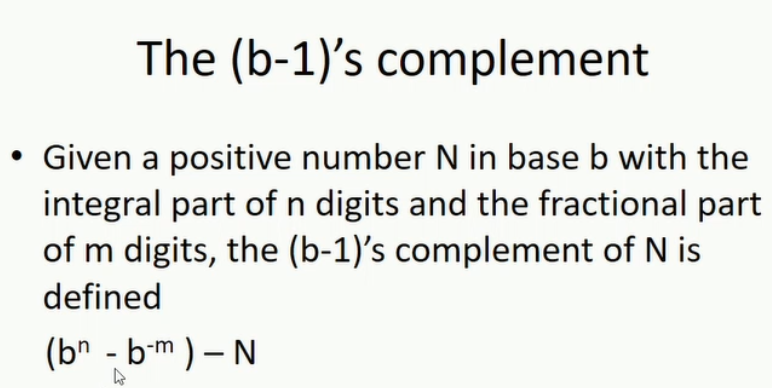 The (b-1)’s complement
• Given a positive number N in base b with the
integral part of n digits and the fractional part
of m digits, the (b-1)’s complement of N is
defined
(bⁿ - b⁻ᵐ ) – N